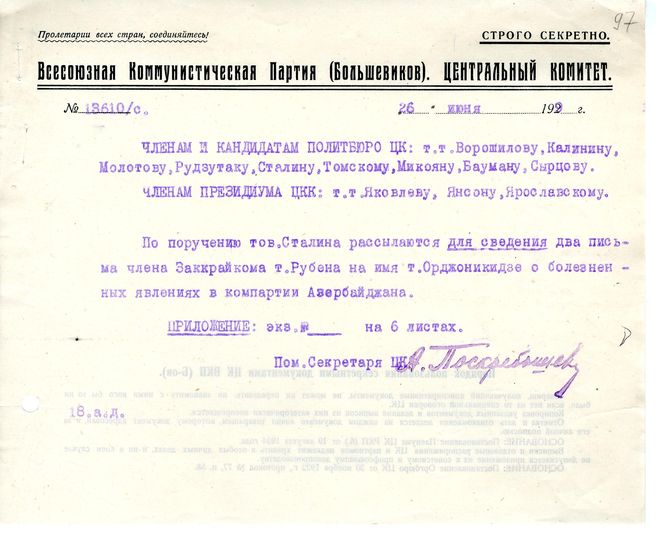 97
Пролетарии всех стран, соединяйтесь!
СТРОГО СЕКРЕТНО.
Всесоюзная Коммунистическая Партия (Большевиков). ЦЕНТРАЛЬНЫЙ КОМИТЕТ.
№ 13610/с. 26 " июня 1929 г.
ЧЛЕНАМ И КАНДИДАТАМ ПОЛИТБЮРО ЦК: т.т.Ворошилову,Калинину,
Молотову,Рудзутаку,Сталину,Томскому,Микояну,Бауману,Сырцову.
ЧЛЕНАМ ПРЕЗИДИУМА ЦКК: т.т.Яковлеву, Янсону,Ярославскому.
По поручению тов.Сталина рассылаются для сведения два пись-
ма члена Заккрайкома т.Рубена на имя т.Орджоникидзе о болезнен -
ных явлениях в компартии Азербайджана.
ПРИЛОЖЕНИЕ: экз.№ на 6 листах.
Пом.Секретаря ЦК А. Поскребышев
18.а.д.